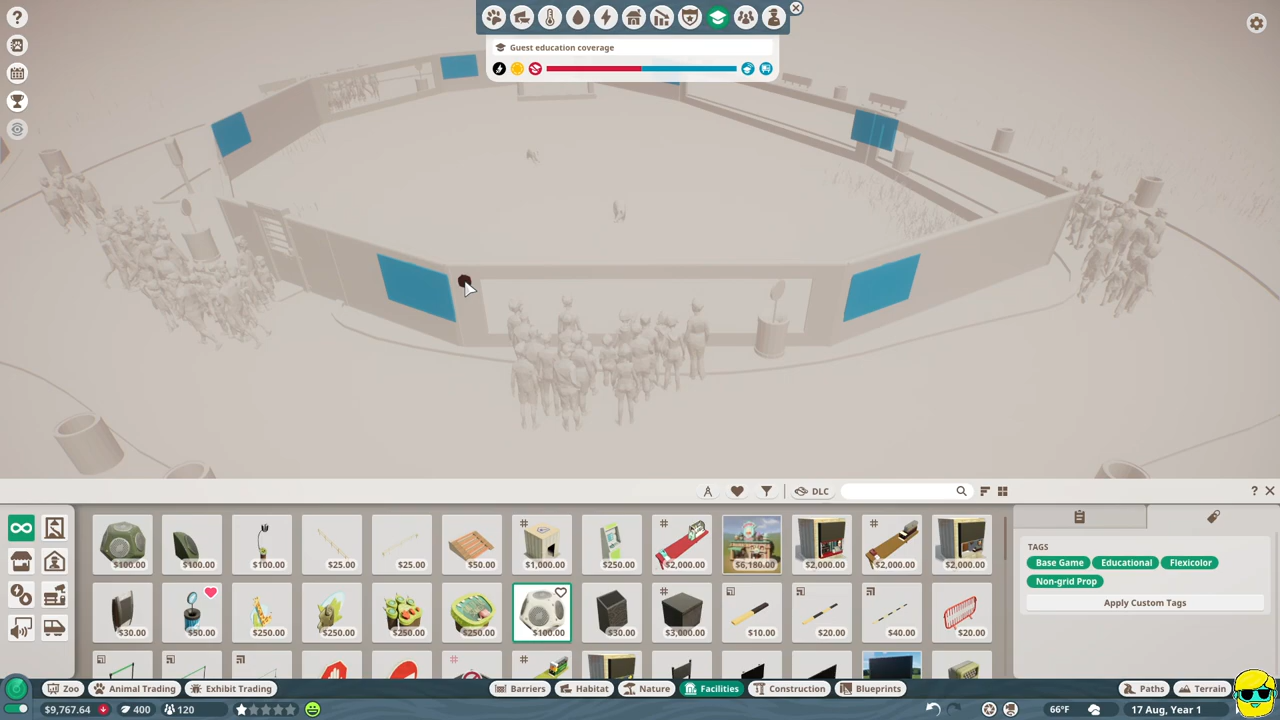 ?
Guest education coverage
DLC
?
$100.00 $100.00 $100.00 $25.00 $25.00 $50.00 $1,000.00 $250.00 $2,000.00 $6,180.00 $2,000.00 $2,000.00 $2,000.00
$30.00 $50.00 $250.00 $250.00 $250.00 $250.00 $100.00 $30.00 $3,000.00 $10.00 $20.00 $40.00 $20.00
TAGS
Base Game Educational Flexicolor
Non-grid Prop
Apply Custom Tags
Zoo Animal Trading Exhibit Trading Barriers Habitat Nature Facilities Construction Blueprints Paths Terrain
$9,767.64 400 120 66°F 17 Aug, Year 1